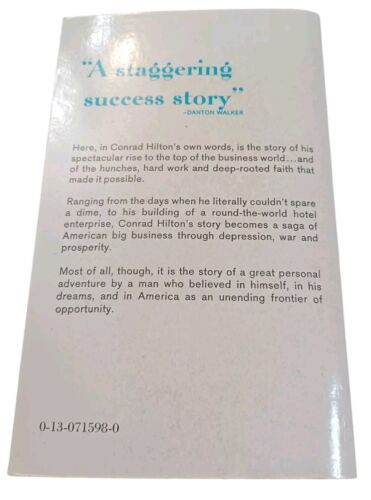 "A staggering
success story"
-DANTON WALKER
Here, in Conrad Hilton's own words, is the story of his
spectacular rise to the top of the business world...and
of the hunches, hard work and deep-rooted faith that
made it possible.
Ranging from the days when he literally couldn't spare
a dime, to his building of a round-the-world hotel
enterprise, Conrad Hilton's story becomes a saga of
American big business through depression, war and
prosperity.
Most of all, though, it is the story of a great personal
adventure by a man who believed in himself, in his
dreams, and in America as an unending frontier of
opportunity.
0-13-071598-0